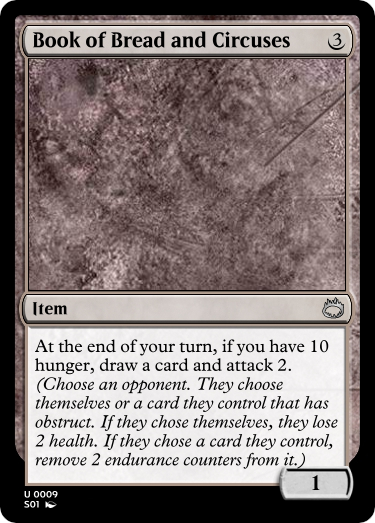 Book of Bread and Circuses 3
Item
At the end of your turn, if you have 10
hunger, draw a card and attack 2.
(Choose an opponent. They choose
themselves or a card they control that has
obstruct. If they chose themselves, they lose
2 health. If they chose a card they control,
remove 2 endurance counters from it.)
1
U 0009
S01